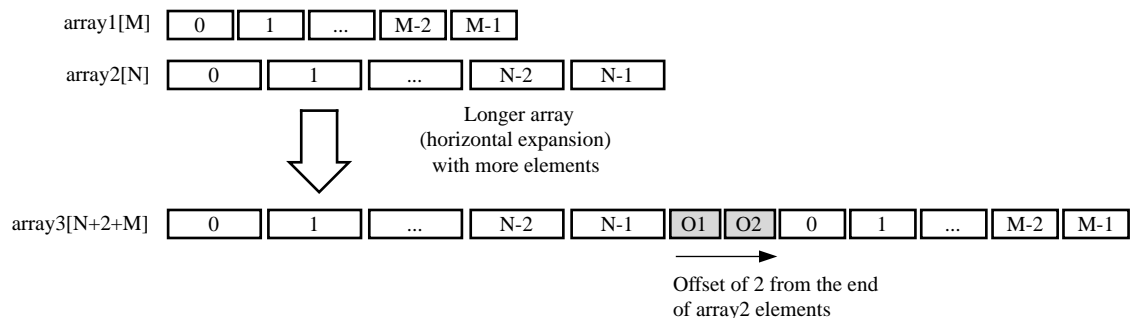 array1[M] 0 1 ... M-2 M-1
array2[N] 0 1 ... N-2 N-1
Longer array
(horizontal expansion)
with more elements
array3[N+2+M] 0 1 ... N-2 N-1 O1 O2 0 1 ... M-2 M-1
Offset of 2 from the end
of array2 elements